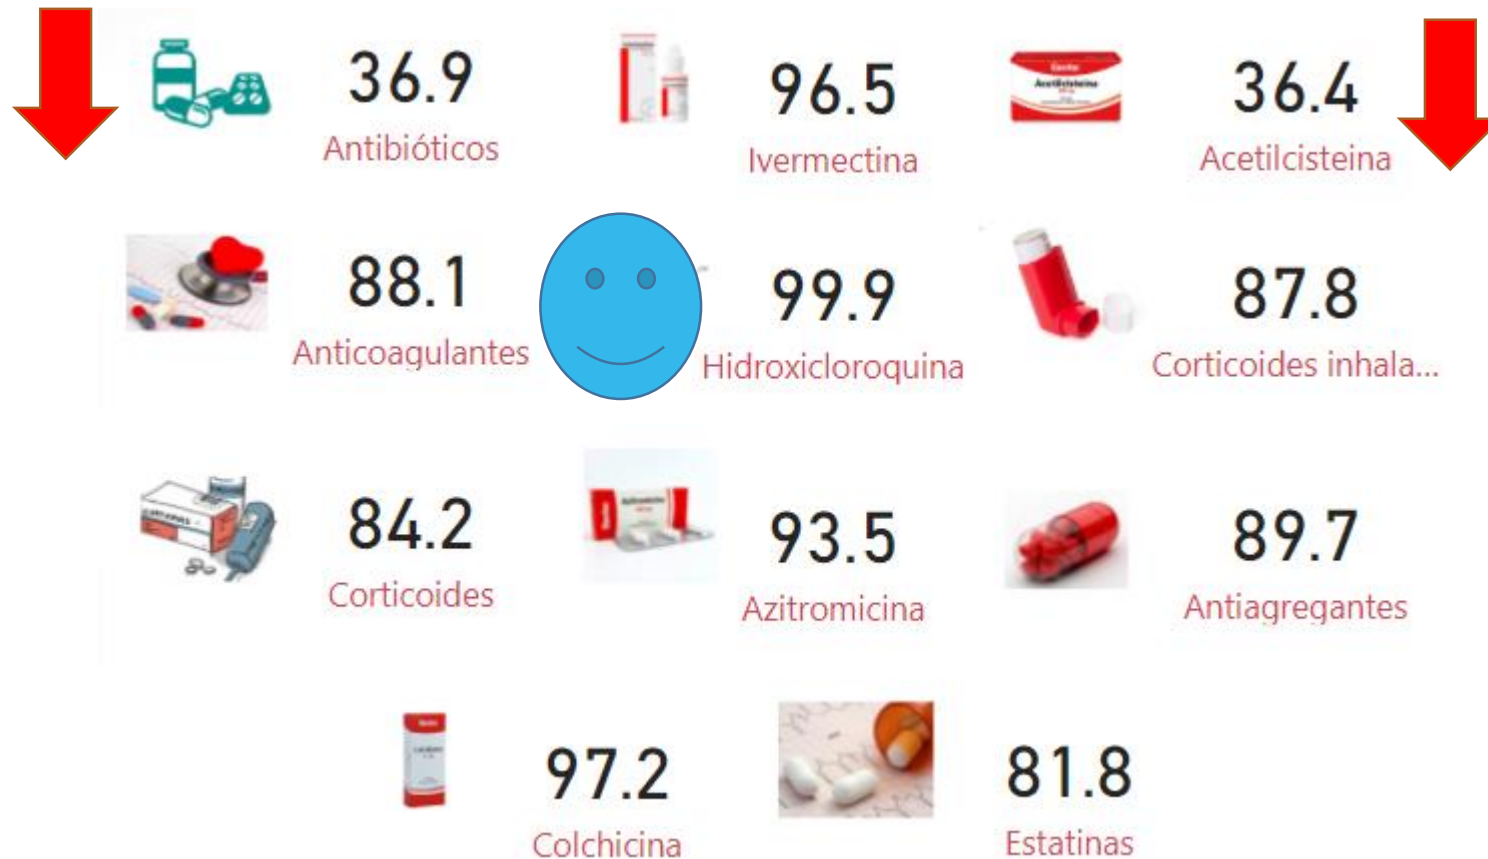 36.9
Antibióticos
96.5
Ivermectina
Acetilcisteina
36.4
Acetilcisteina
88.1
Anticoagulantes
99.9
Hidroxicloroquina
87.8
Corticoides inhala...
84.2
Corticoides
93.5
Azitromicina
89.7
Antiagregantes
97.2
Colchicina
81.8
Estatinas